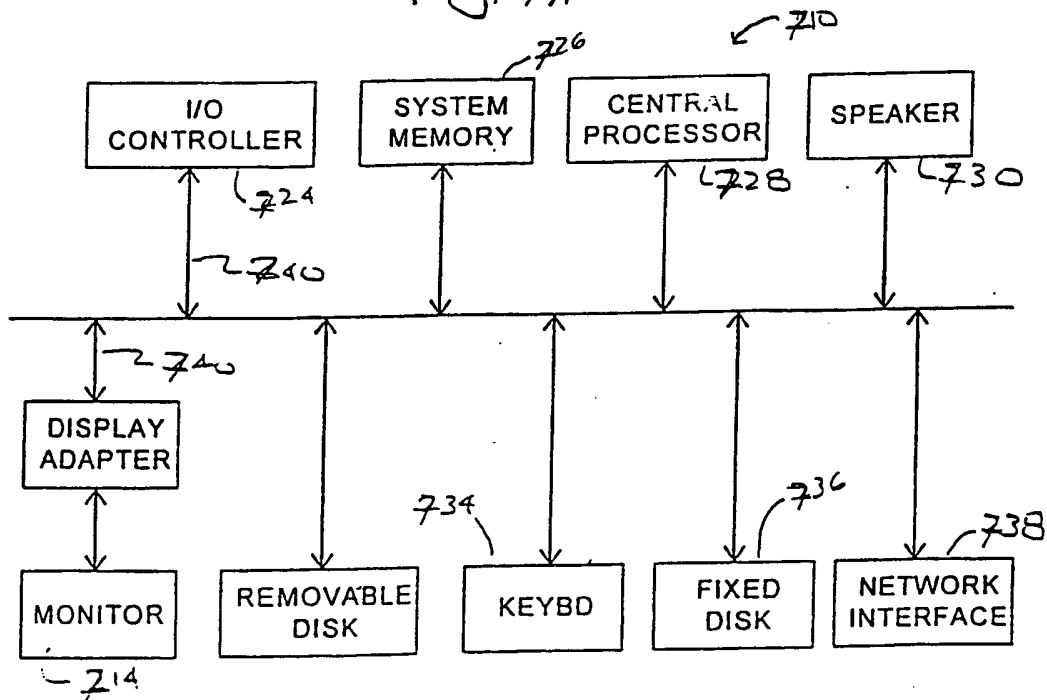 710
726
I/O
CONTROLLER
SYSTEM
MEMORY
CENTRAL
PROCESSOR
SPEAKER
724
728
730
740
740
DISPLAY
ADAPTER
734
736
738
MONITOR
REMOVABLE
DISK
KEYBD
FIXED
DISK
NETWORK
INTERFACE
714